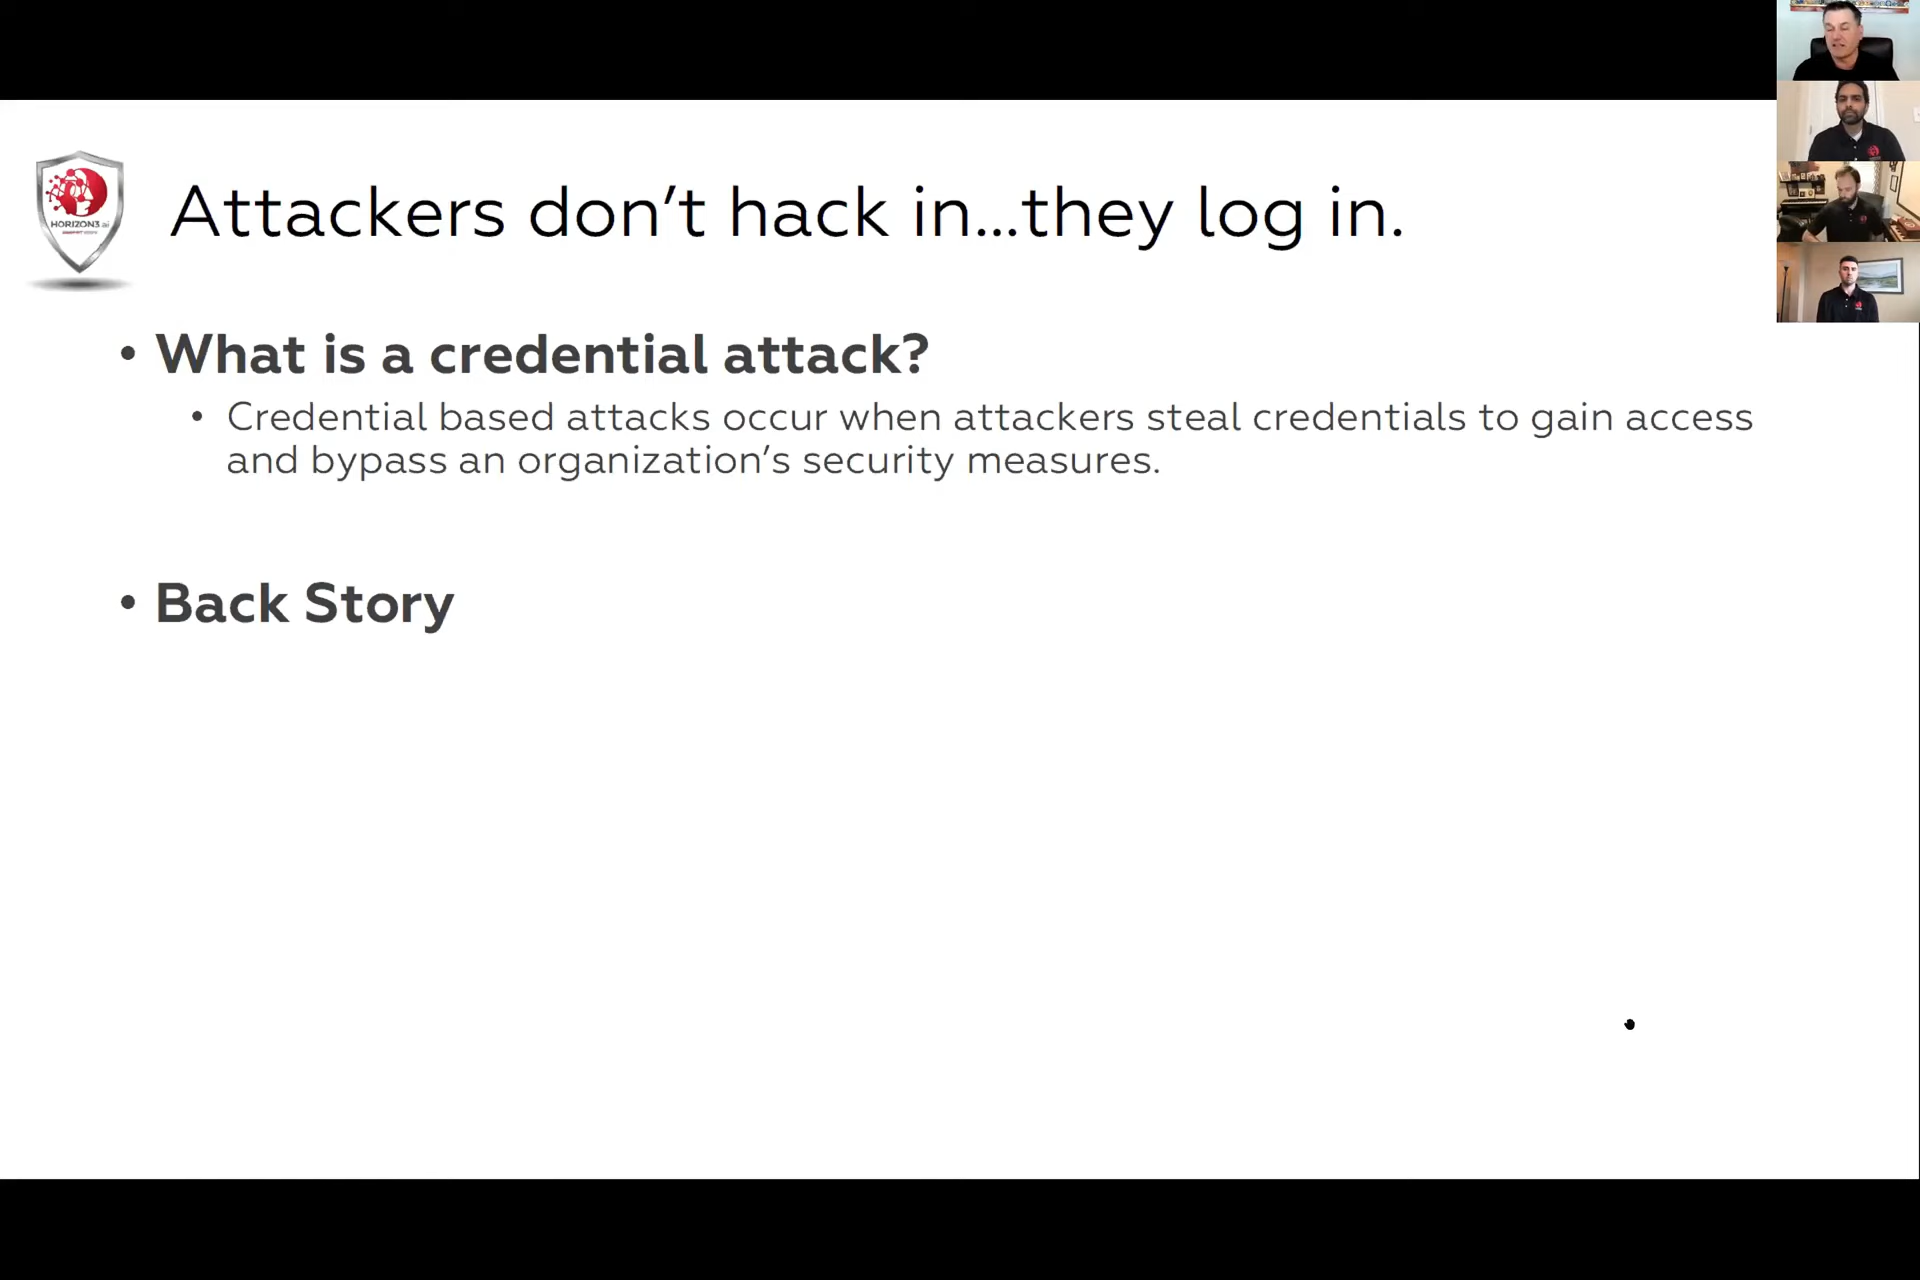 HORIZON3.ai
Attackers don’t hack in...they log in.
• What is a credential attack?
• Credential based attacks occur when attackers steal credentials to gain access
and bypass an organization’s security measures.
• Back Story